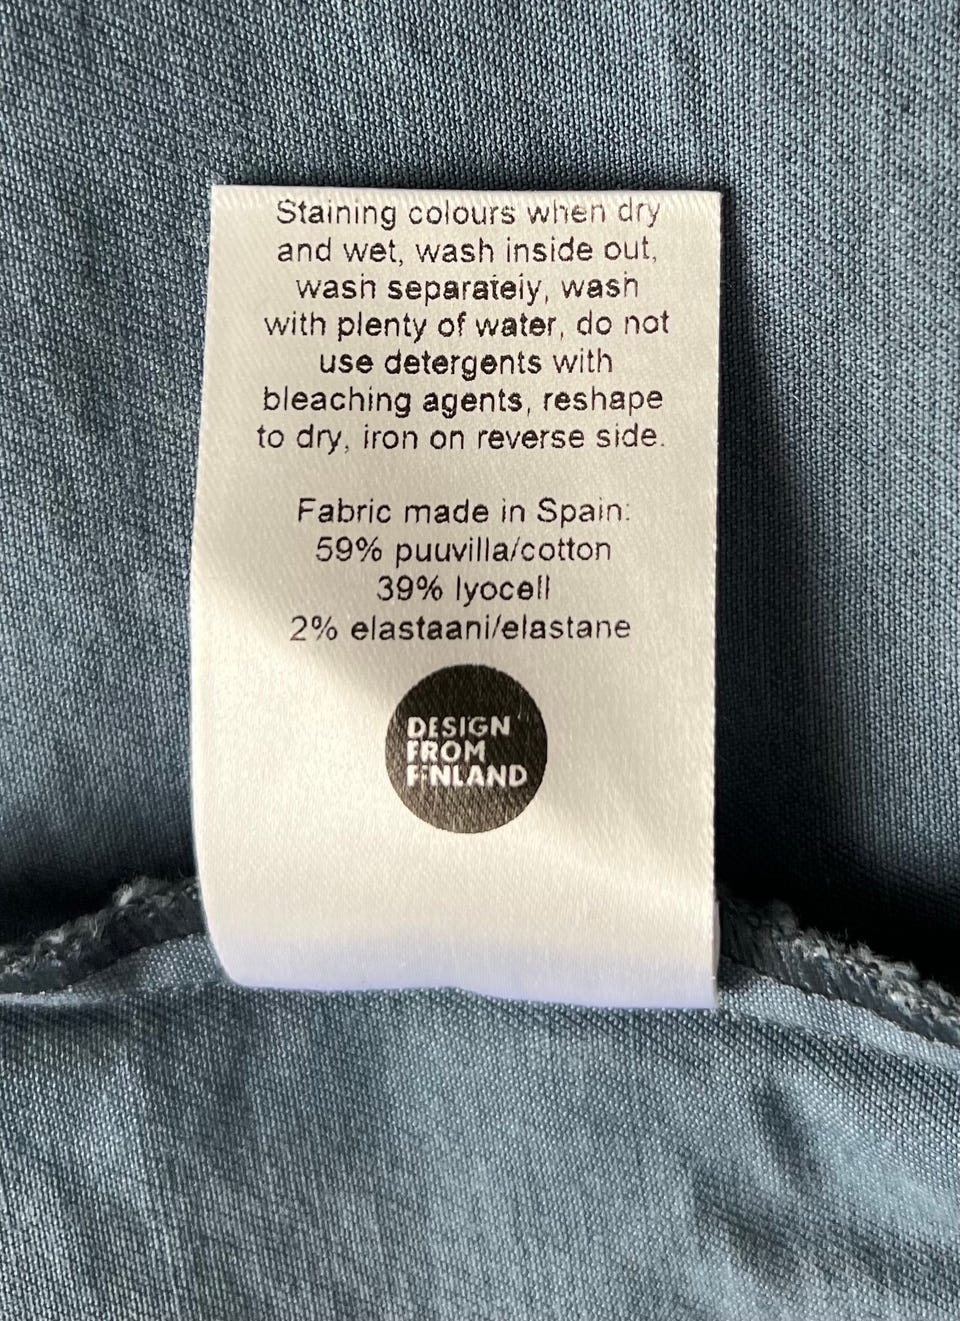 Staining colours when dry
and wet, wash inside out,
wash separately, wash
with plenty of water, do not
use detergents with
bleaching agents, reshape
to dry, iron on reverse side.
Fabric made in Spain:
59% puuvilla/cotton
39% lyocell
2% elastaani/elastane
DESIGN
FROM
FINLAND